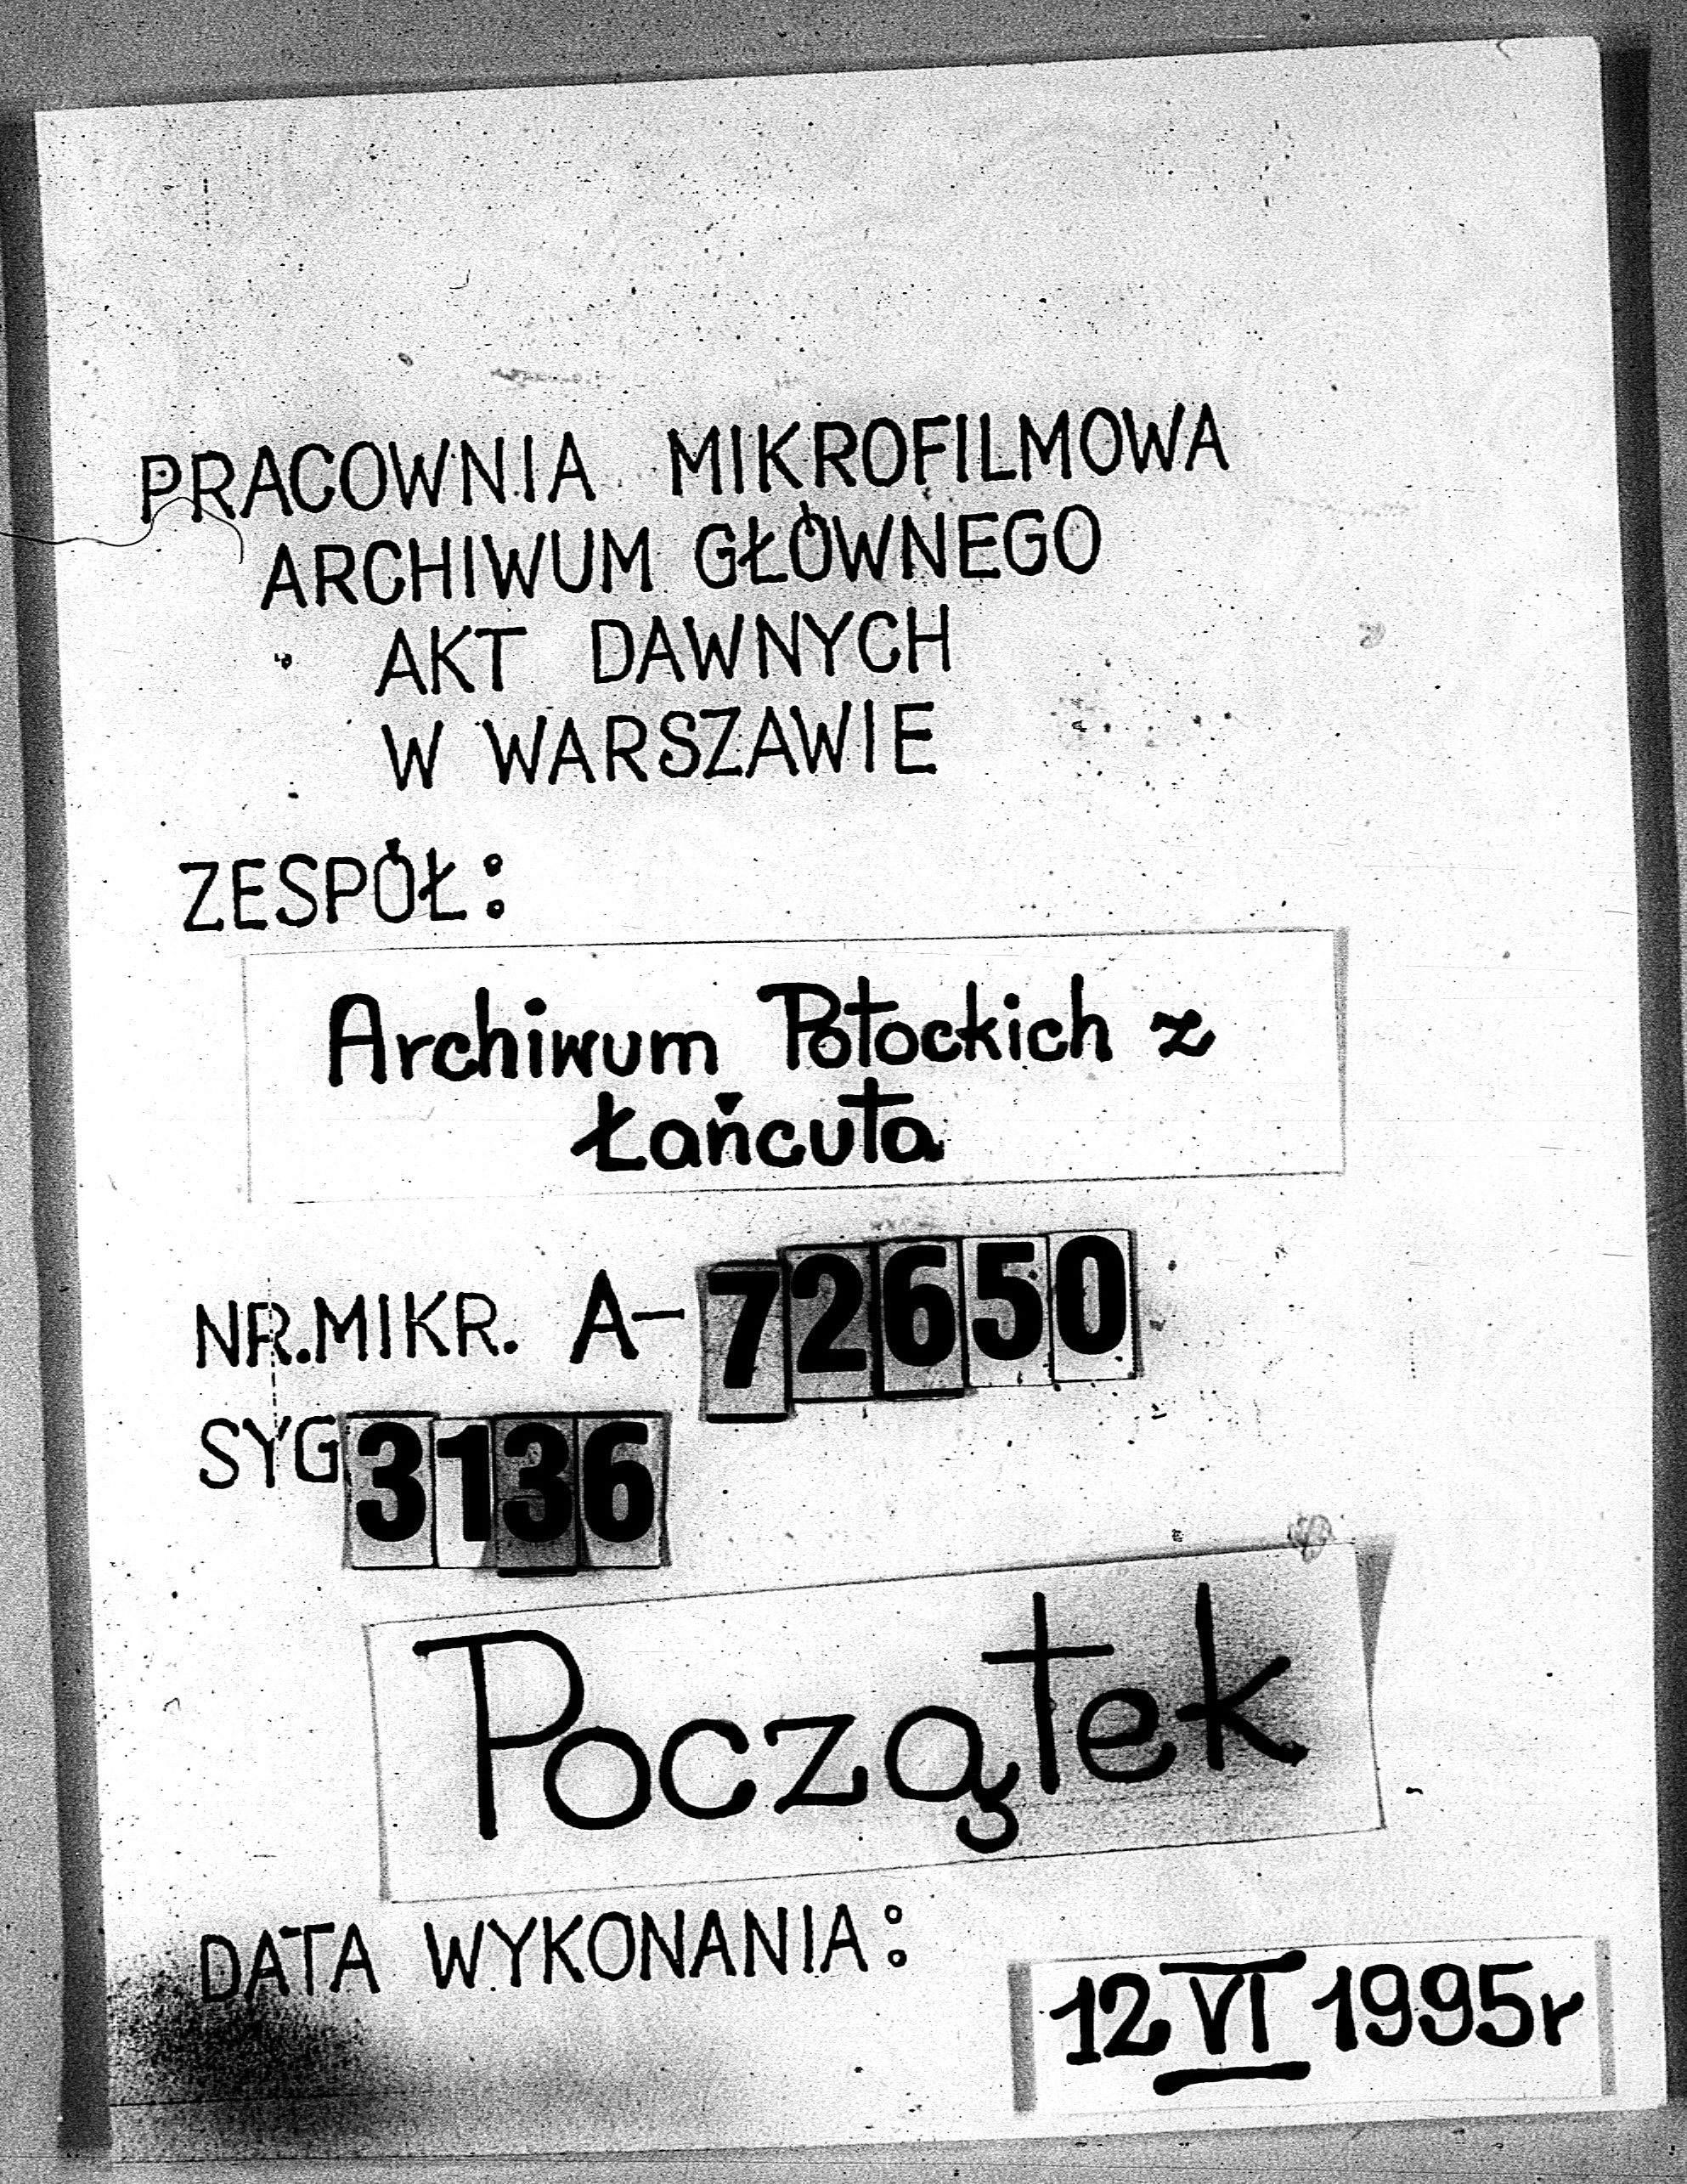 PRACOWNIA MIKROFILMOWA
ARCHIWUM GŁÓWNEGO
AKT DAWNYCH
W WARSZAWIE
ZESPÓŁ:
Archiwum Potockich z
Łańcuta
NR.MIKR. A-72650
SYG 3136
Początek
DATA WYKONANIA:
12 VI 1995r